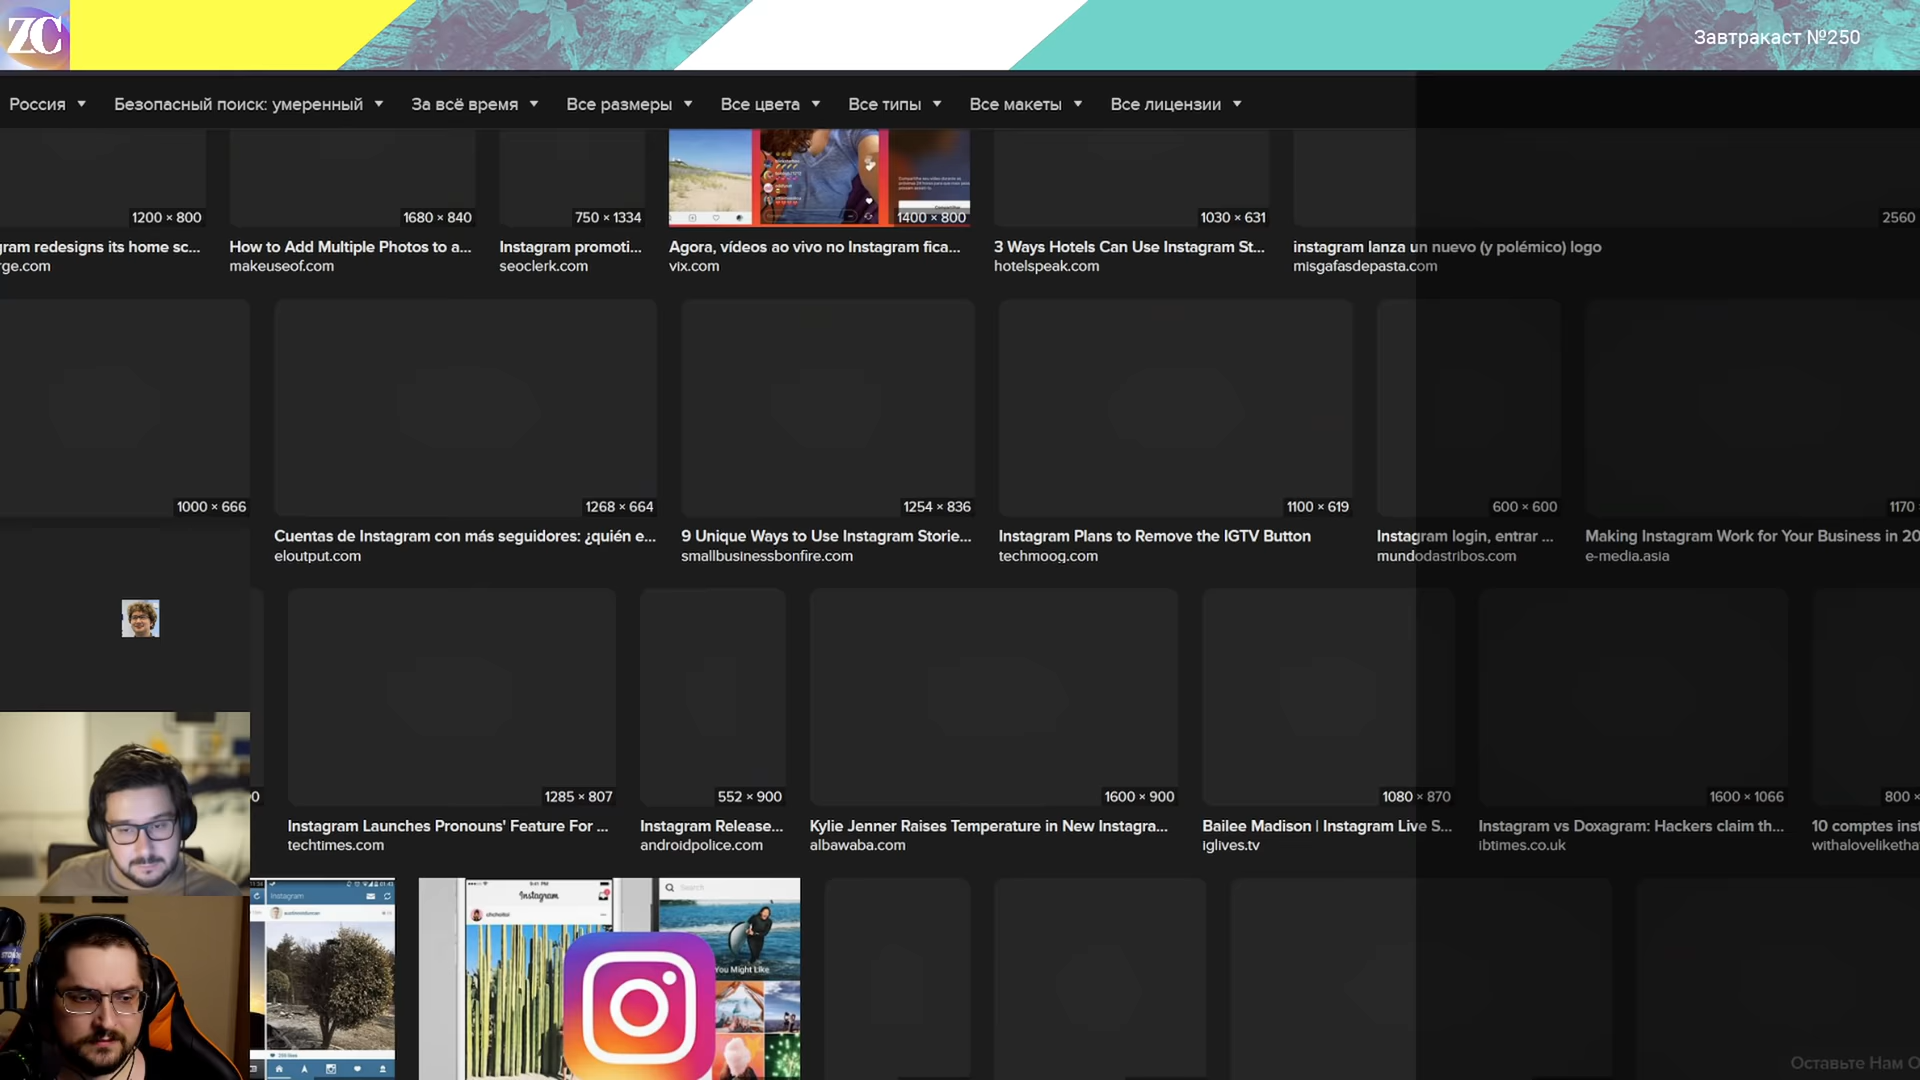 ZC
Завтракаст №250
Россия
Безопасный поиск: умеренный
За всё время
Все размеры
Все цвета
Все типы
Все макеты
Все лицензии
1200 × 800
1680 × 840
750 × 1334
1400 × 800
1030 × 631
2560
gram redesigns its home sc...
How to Add Multiple Photos to a...
Instagram promoti...
Agora, vídeos ao vivo no Instagram fica...
3 Ways Hotels Can Use Instagram St...
instagram lanza un nuevo (y polémico) logo
rge.com
makeuseof.com
seoclerk.com
vix.com
hotelspeak.com
misgafasdepasta.com
1000 × 666
1268 × 664
1254 × 836
1100 × 619
600 × 600
1170
Cuentas de Instagram con más seguidores: ¿quién e...
9 Unique Ways to Use Instagram Storie...
Instagram Plans to Remove the IGTV Button
Instagram login, entrar ...
Making Instagram Work for Your Business in 20
eloutput.com
smallbusinessbonfire.com
techmoog.com
mundodastribos.com
e-media.asia
0
1285 × 807
552 × 900
1600 × 900
1080 × 870
1600 × 1066
800 ×
Instagram Launches Pronouns' Feature For ...
Instagram Release...
Kylie Jenner Raises Temperature in New Instagra...
Bailee Madison | Instagram Live S...
Instagram vs Doxagram: Hackers claim th...
10 comptes inst
techtimes.com
androidpolice.com
albawaba.com
iglives.tv
ibtimes.co.uk
withaloveliketha
Instagram
Instagram
Search
You Might Like
Оставьте Нам О